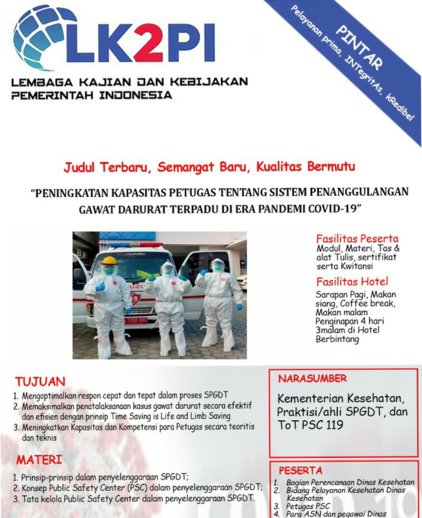 LK2PI
LEMBAGA KAJIAN DAN KEBIJAKAN
PEMERINTAH INDONESIA
PINTAR
Pelayanan prima, INTegritAs, kRedibel
Judul Terbaru, Semangat Baru, Kualitas Bermutu
“PENINGKATAN KAPASITAS PETUGAS TENTANG SISTEM PENANGGULANGAN
GAWAT DARURAT TERPADU DI ERA PANDEMI COVID-19”
Fasilitas Peserta
Modul, Materi, Tas &
alat Tulis, sertifikat
serta Kwitansi
Fasilitas Hotel
Sarapan Pagi, Makan
siang, Coffee break,
Makan malam
Penginapan 4 hari
3malam di Hotel
Berbintang
TUJUAN
1. Mengoptimalkan respon cepat dan tepat dalam proses SPGDT
2. Memaksimalkan penatalaksanaan kasus gawat darurat secara efektif
dan efisien dengan prinsip Time Saving is Life and Limb Saving
3. Meningkatkan Kapasitas dan Kompetensi para Petugas secara teoritis
dan teknis
MATERI
1. Prinsip-prinsip dalam penyelenggaraan SPGDT;
2. Konsep Public Safety Center (PSC) dalam penyelenggaraan SPGDT;
3. Tata kelola Public Safety Center dalam penyelenggaraan SPGDT.
NARASUMBER
Kementerian Kesehatan,
Praktisi/ahli SPGDT, dan
ToT PSC 119
PESERTA
1. Bagian Perencanaan Dinas Kesehatan
2. Bidang Pelayanan Kesehatan Dinas
Kesehatan
3. Petugas PSC
4. Para ASN dan pegawai Dinas